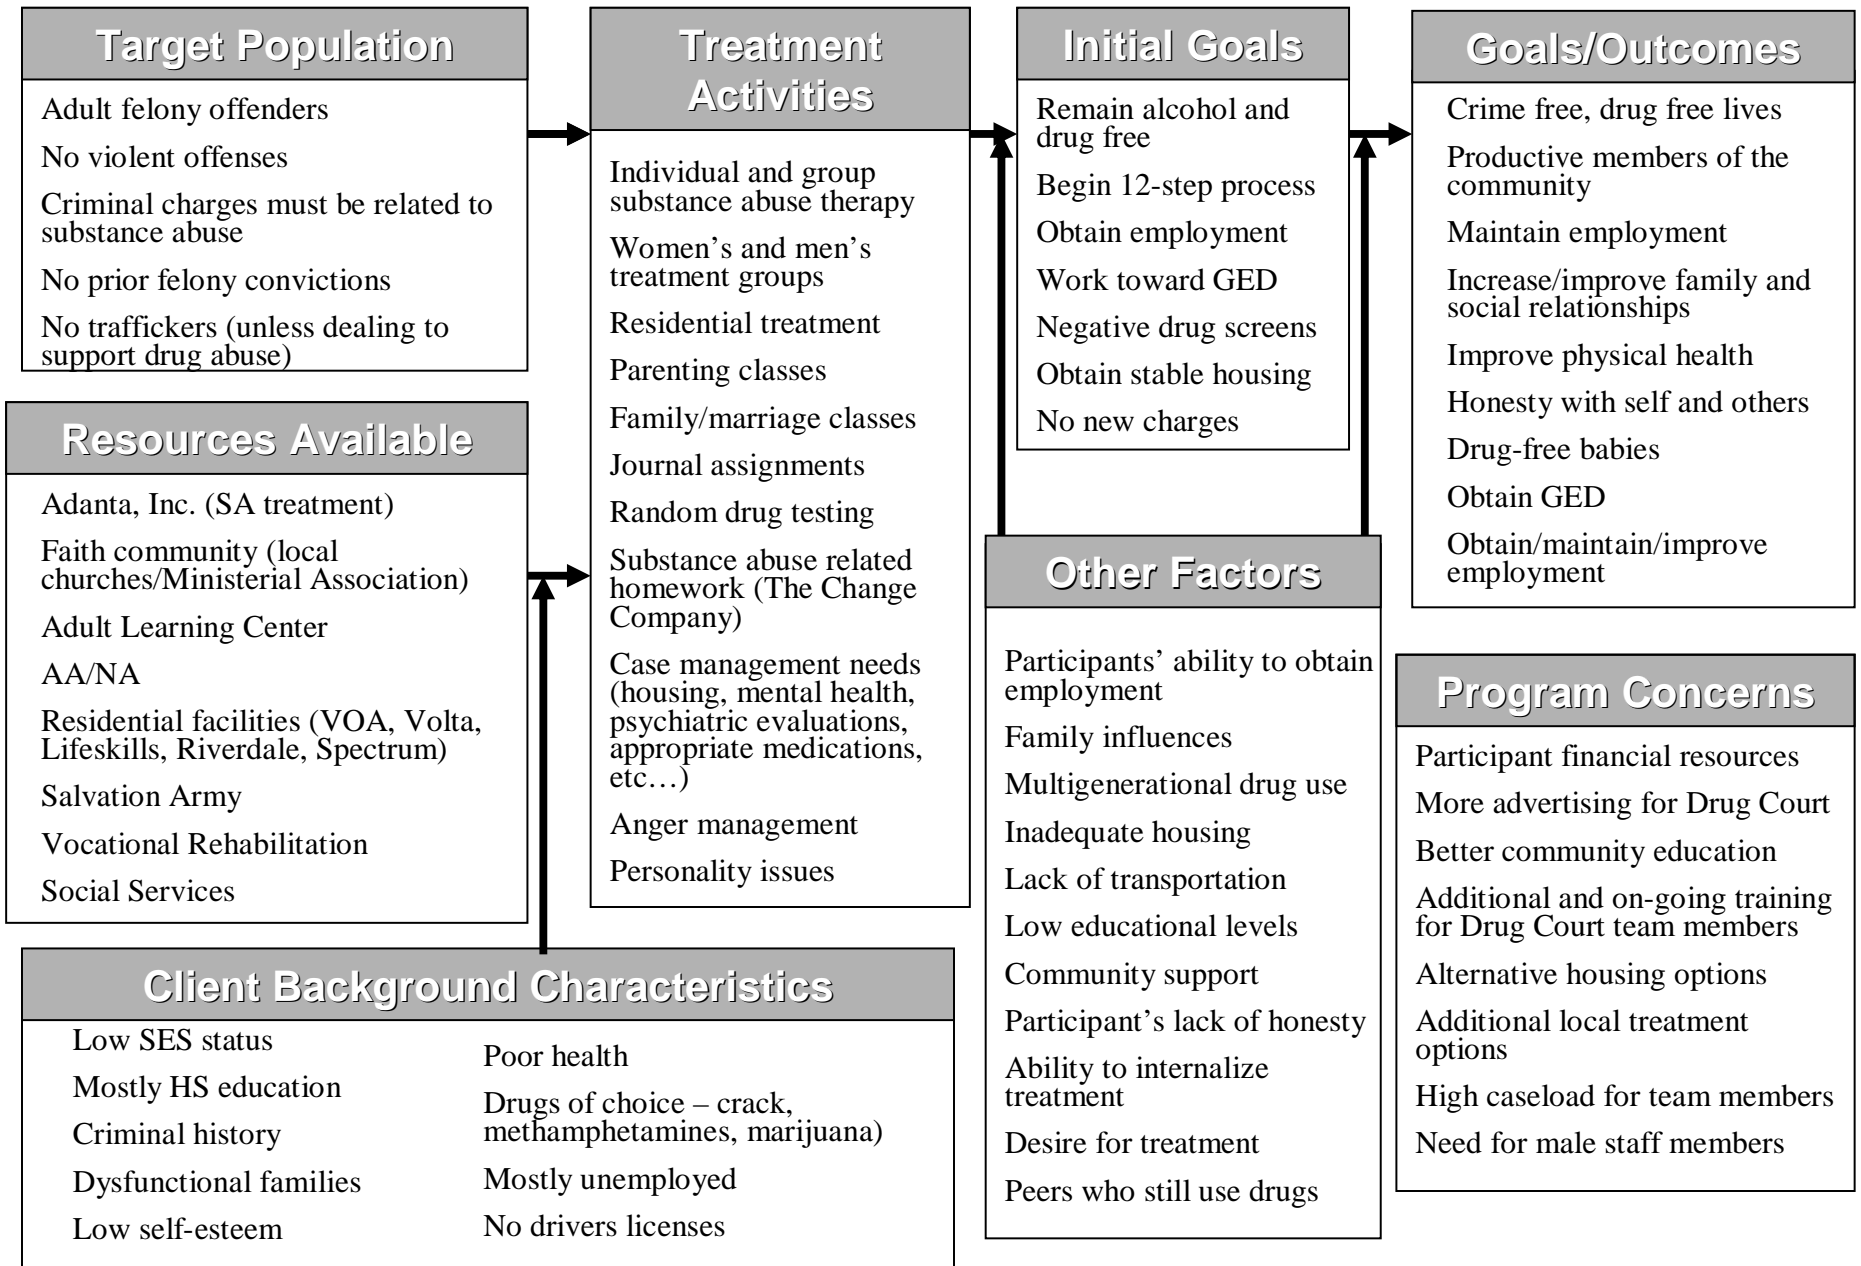 Target Population
Adult felony offenders
No violent offenses
Criminal charges must be related to
substance abuse
No prior felony convictions
No traffickers (unless dealing to
support drug abuse)
Resources Available
Adanta, Inc. (SA treatment)
Faith community (local
churches/Ministerial Association)
Adult Learning Center
AA/NA
Residential facilities (VOA, Volta,
Lifeskills, Riverdale, Spectrum)
Salvation Army
Vocational Rehabilitation
Social Services
Client Background Characteristics
Low SES status
Mostly HS education
Criminal history
Dysfunctional families
Low self-esteem
Poor health
Drugs of choice – crack,
methamphetamines, marijuana)
Mostly unemployed
No drivers licenses
Treatment
Activities
Individual and group
substance abuse therapy
Women’s and men’s
treatment groups
Residential treatment
Parenting classes
Family/marriage classes
Journal assignments
Random drug testing
Substance abuse related
homework (The Change
Company)
Case management needs
(housing, mental health,
psychiatric evaluations,
appropriate medications,
etc…)
Anger management
Personality issues
Initial Goals
Remain alcohol and
drug free
Begin 12-step process
Obtain employment
Work toward GED
Negative drug screens
Obtain stable housing
No new charges
Other Factors
Participants’ ability to obtain
employment
Family influences
Multigenerational drug use
Inadequate housing
Lack of transportation
Low educational levels
Community support
Participant’s lack of honesty
Ability to internalize
treatment
Desire for treatment
Peers who still use drugs
Goals/Outcomes
Crime free, drug free lives
Productive members of the
community
Maintain employment
Increase/improve family and
social relationships
Improve physical health
Honesty with self and others
Drug-free babies
Obtain GED
Obtain/maintain/improve
employment
Program Concerns
Participant financial resources
More advertising for Drug Court
Better community education
Additional and on-going training
for Drug Court team members
Alternative housing options
Additional local treatment
options
High caseload for team members
Need for male staff members